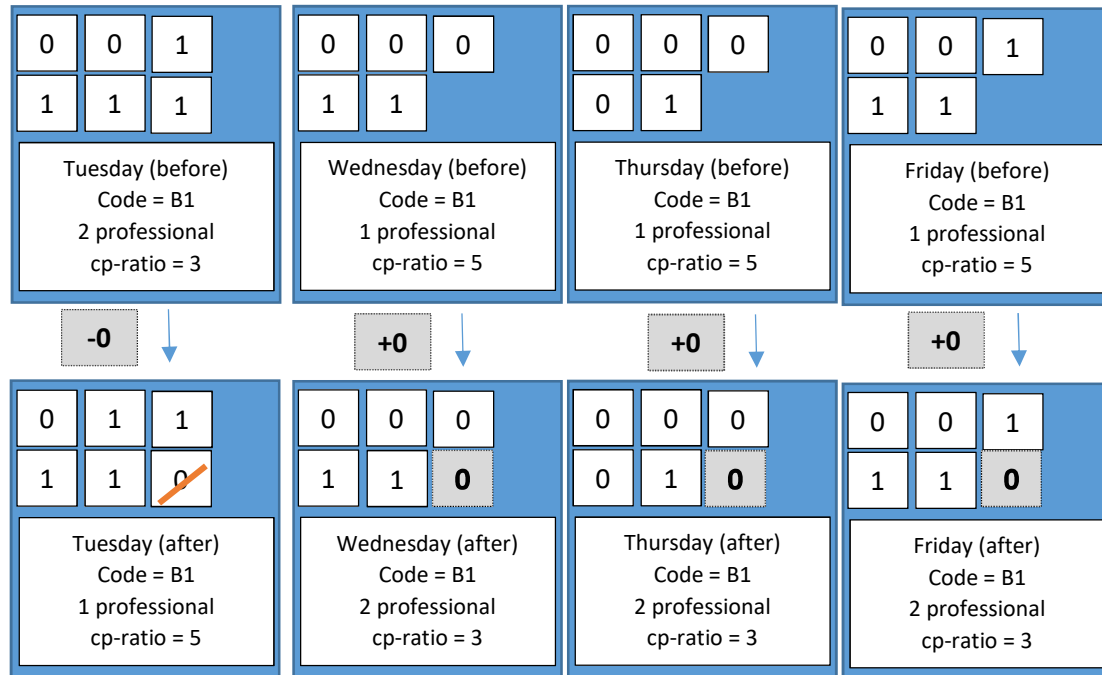 0 0 1
1 1 1
Tuesday (before)
Code = B1
2 professional
cp-ratio = 3
0 0 0
1 1
Wednesday (before)
Code = B1
1 professional
cp-ratio = 5
0 0 0
0 1
Thursday (before)
Code = B1
1 professional
cp-ratio = 5
0 0 1
1 1
Friday (before)
Code = B1
1 professional
cp-ratio = 5
-0
+0
+0
+0
0 1 1
1 1 0
Tuesday (after)
Code = B1
1 professional
cp-ratio = 5
0 0 0
1 1 0
Wednesday (after)
Code = B1
2 professional
cp-ratio = 3
0 0 0
0 1 0
Thursday (after)
Code = B1
2 professional
cp-ratio = 3
0 0 1
1 1 0
Friday (after)
Code = B1
2 professional
cp-ratio = 3